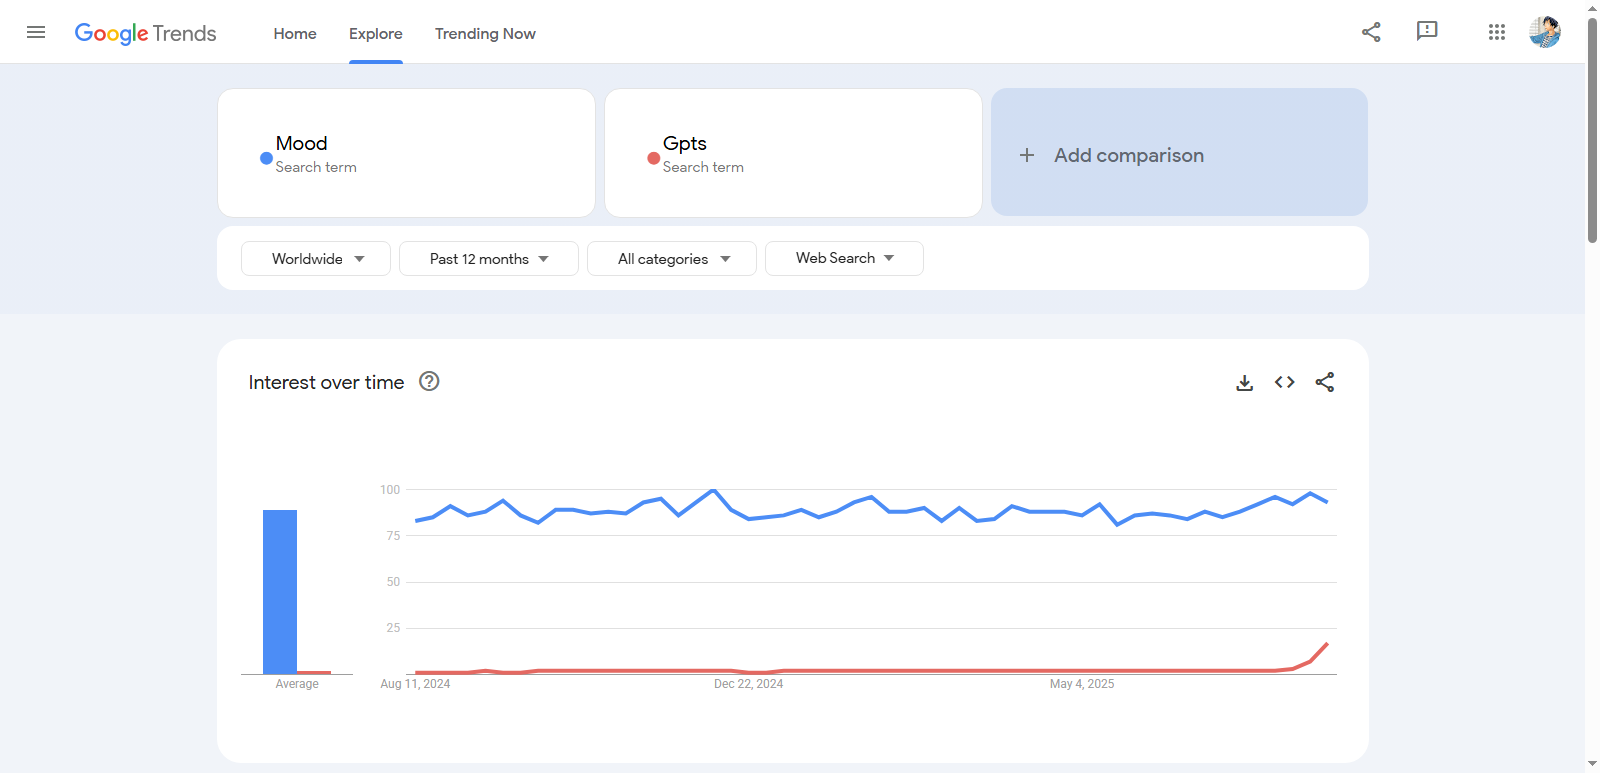 Google Trends Home Explore Trending Now
Mood
Search term
Gpts
Search term
+ Add comparison
Worldwide Past 12 months All categories Web Search
Interest over time ?
100
75
50
25
Average
Aug 11, 2024 Dec 22, 2024 May 4, 2025